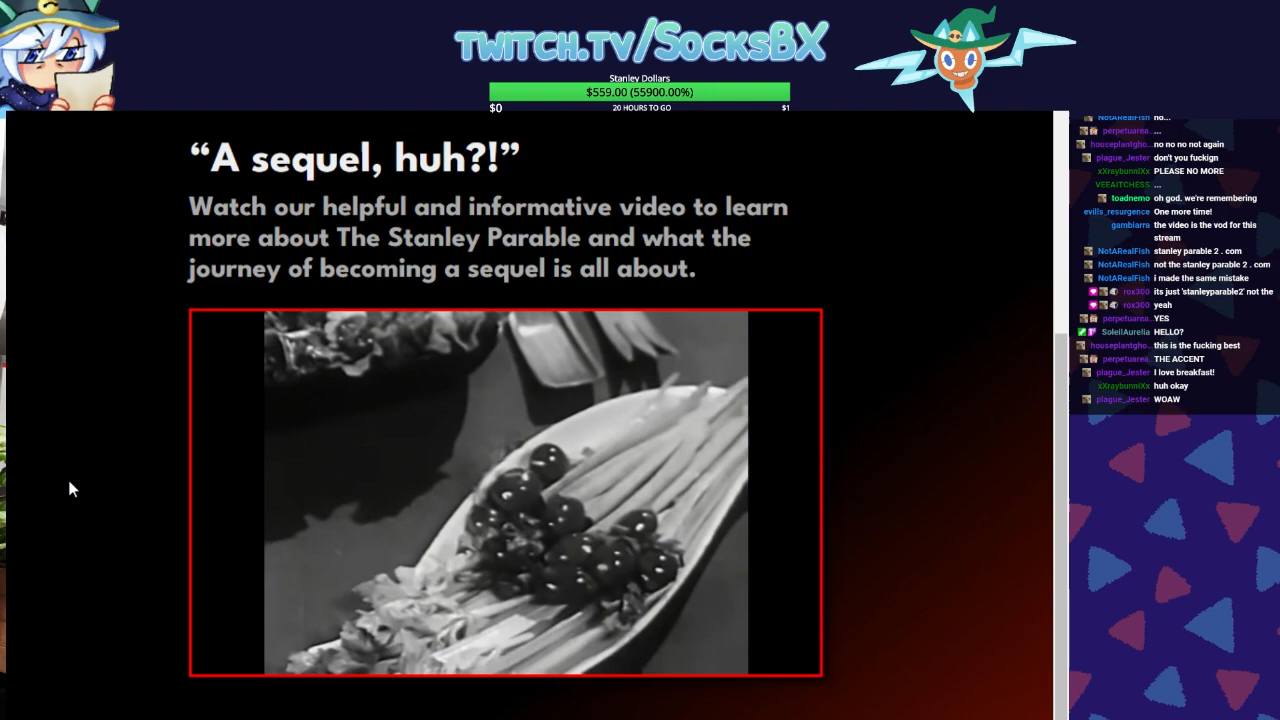 twitch.tv/SocksBX
Stanley Dollars
$559.00 (55900.00%)
$0
20 HOURS TO GO
$1
“A sequel, huh?!”
Watch our helpful and informative video to learn
more about The Stanley Parable and what the
journey of becoming a sequel is all about.
NotARealFish no...
perpetuarea... ...
houseplantgho... no no no not again
plague_Jester don't you fuckign
xXraybunniXx PLEASE NO MORE
VEEAITCHESS ...
toadnemo oh god. we're remembering
evills_resurgence One more time!
gambiarra the video is the vod for this
stream
NotARealFish stanley parable 2 . com
NotARealFish not the stanley parable 2 . com
NotARealFish i made the same mistake
rox300 its just 'stanleyparable2' not the
rox300 yeah
perpetuarea... YES
SoleilAurelia HELLO?
houseplantgho... this is the fucking best
perpetuarea... THE ACCENT
plague_Jester I love breakfast!
xXraybunniXx huh okay
plague_Jester WOAW